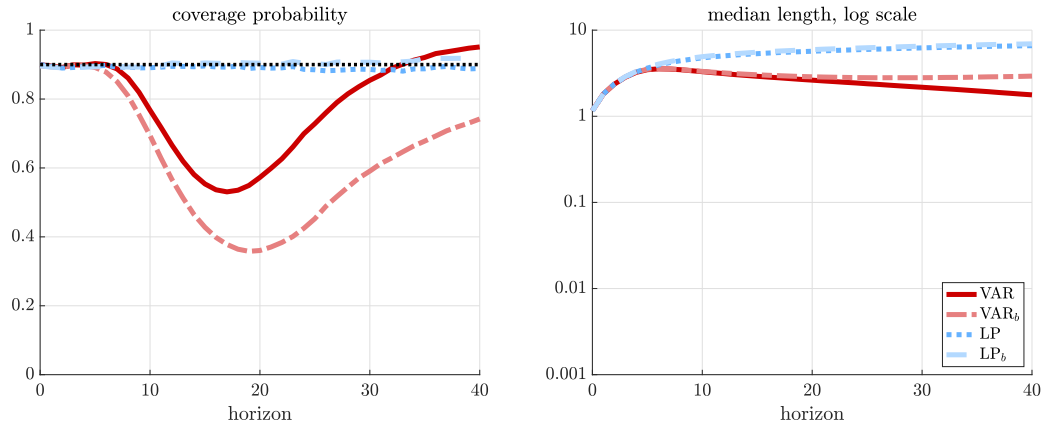 coverage probability
1
0.8
0.6
0.4
0.2
0
0 10 20 30 40
horizon
median length, log scale
10
1
0.1
0.01
0.001
0 10 20 30 40
horizon
VAR
VAR_b
LP
LP_b